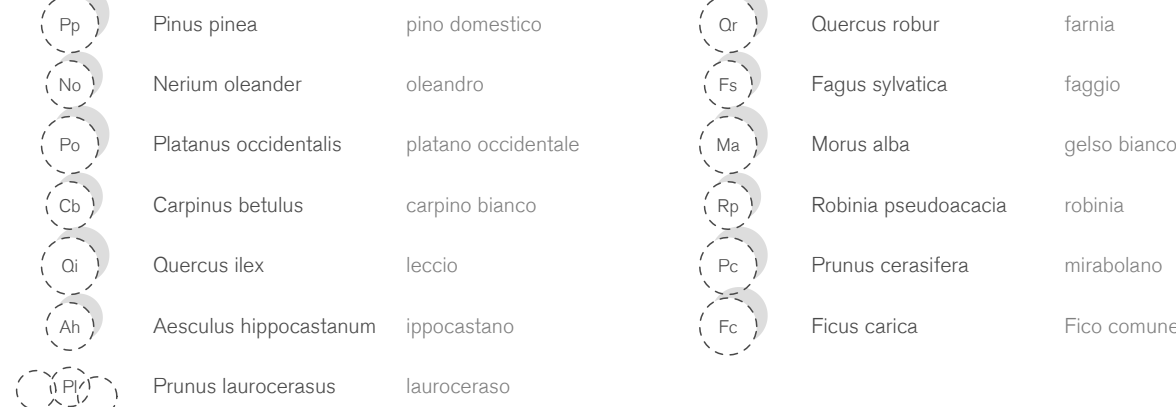 Pp Pinus pinea pino domestico
No Nerium oleander oleandro
Po Platanus occidentalis platano occidentale
Cb Carpinus betulus carpino bianco
Qi Quercus ilex leccio
Ah Aesculus hippocastanum ippocastano
Pl Prunus laurocerasus lauroceraso
Qr Quercus robur farnia
Fs Fagus sylvatica faggio
Ma Morus alba gelso bianco
Rp Robinia pseudoacacia robinia
Pc Prunus cerasifera mirabolano
Fc Ficus carica Fico comune